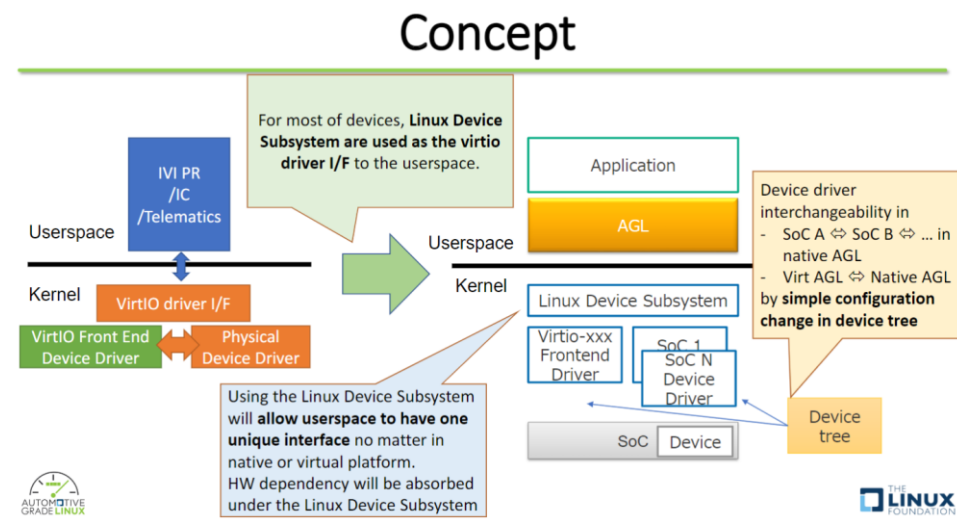 Concept
For most of devices, Linux Device
Subsystem are used as the virtio
driver I/F to the userspace.
IVI PR
/IC
/Telematics
Userspace
Kernel
VirtIO driver I/F
VirtIO Front End
Device Driver
Physical
Device Driver
Application
AGL
Userspace
Kernel
Linux Device Subsystem
Virtio-xxx
Frontend
Driver
SoC 1
SoC N
Device
Driver
SoC
Device
Device driver
interchangeability in
- SoC A ⇔ SoC B ⇔ ... in
native AGL
- Virt AGL ⇔ Native AGL
by simple configuration
change in device tree
Device
tree
Using the Linux Device Subsystem
will allow userspace to have one
unique interface no matter in
native or virtual platform.
HW dependency will be absorbed
under the Linux Device Subsystem
AUTOMOTIVE
GRADE LINUX
THE
LINUX
FOUNDATION